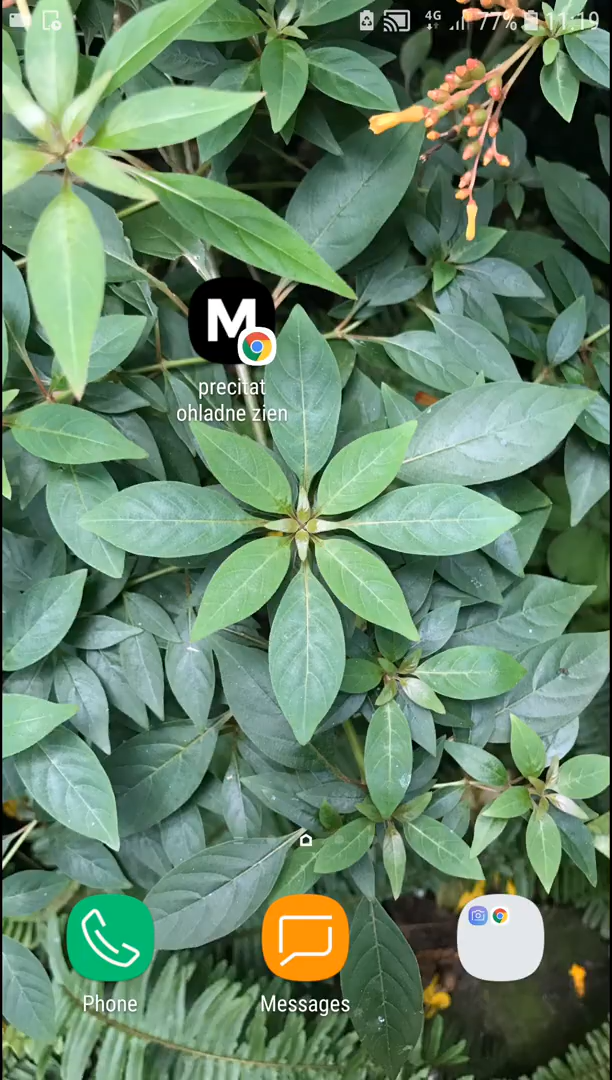 4G 77% 11:19
M
precitat
ohladne zien
Phone
Messages